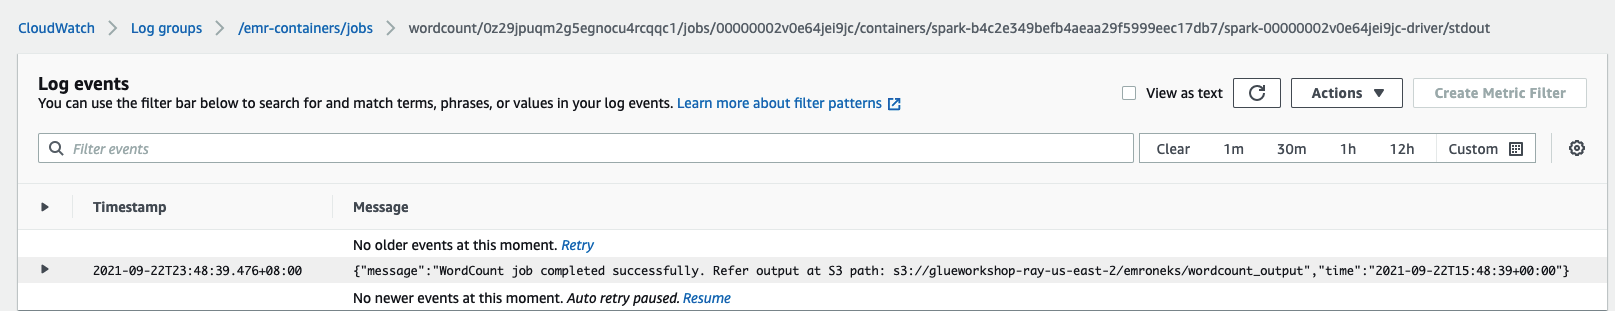 CloudWatch > Log groups > /emr-containers/jobs > wordcount/0z29jpuqm2g5egnocu4rcqqc1/jobs/00000002v0e64jei9jc/containers/spark-b4c2e349befb4aeaa29f5999eec17db7/spark-00000002v0e64jei9jc-driver/stdout
Log events
You can use the filter bar below to search for and match terms, phrases, or values in your log events. Learn more about filter patterns
View as text
Actions
Create Metric Filter
Filter events
Clear 1m 30m 1h 12h Custom
Timestamp Message
No older events at this moment. Retry
2021-09-22T23:48:39.476+08:00 {"message":"WordCount job completed successfully. Refer output at S3 path: s3://glueworkshop-ray-us-east-2/emroneks/wordcount_output","time":"2021-09-22T15:48:39+00:00"}
No newer events at this moment. Auto retry paused. Resume